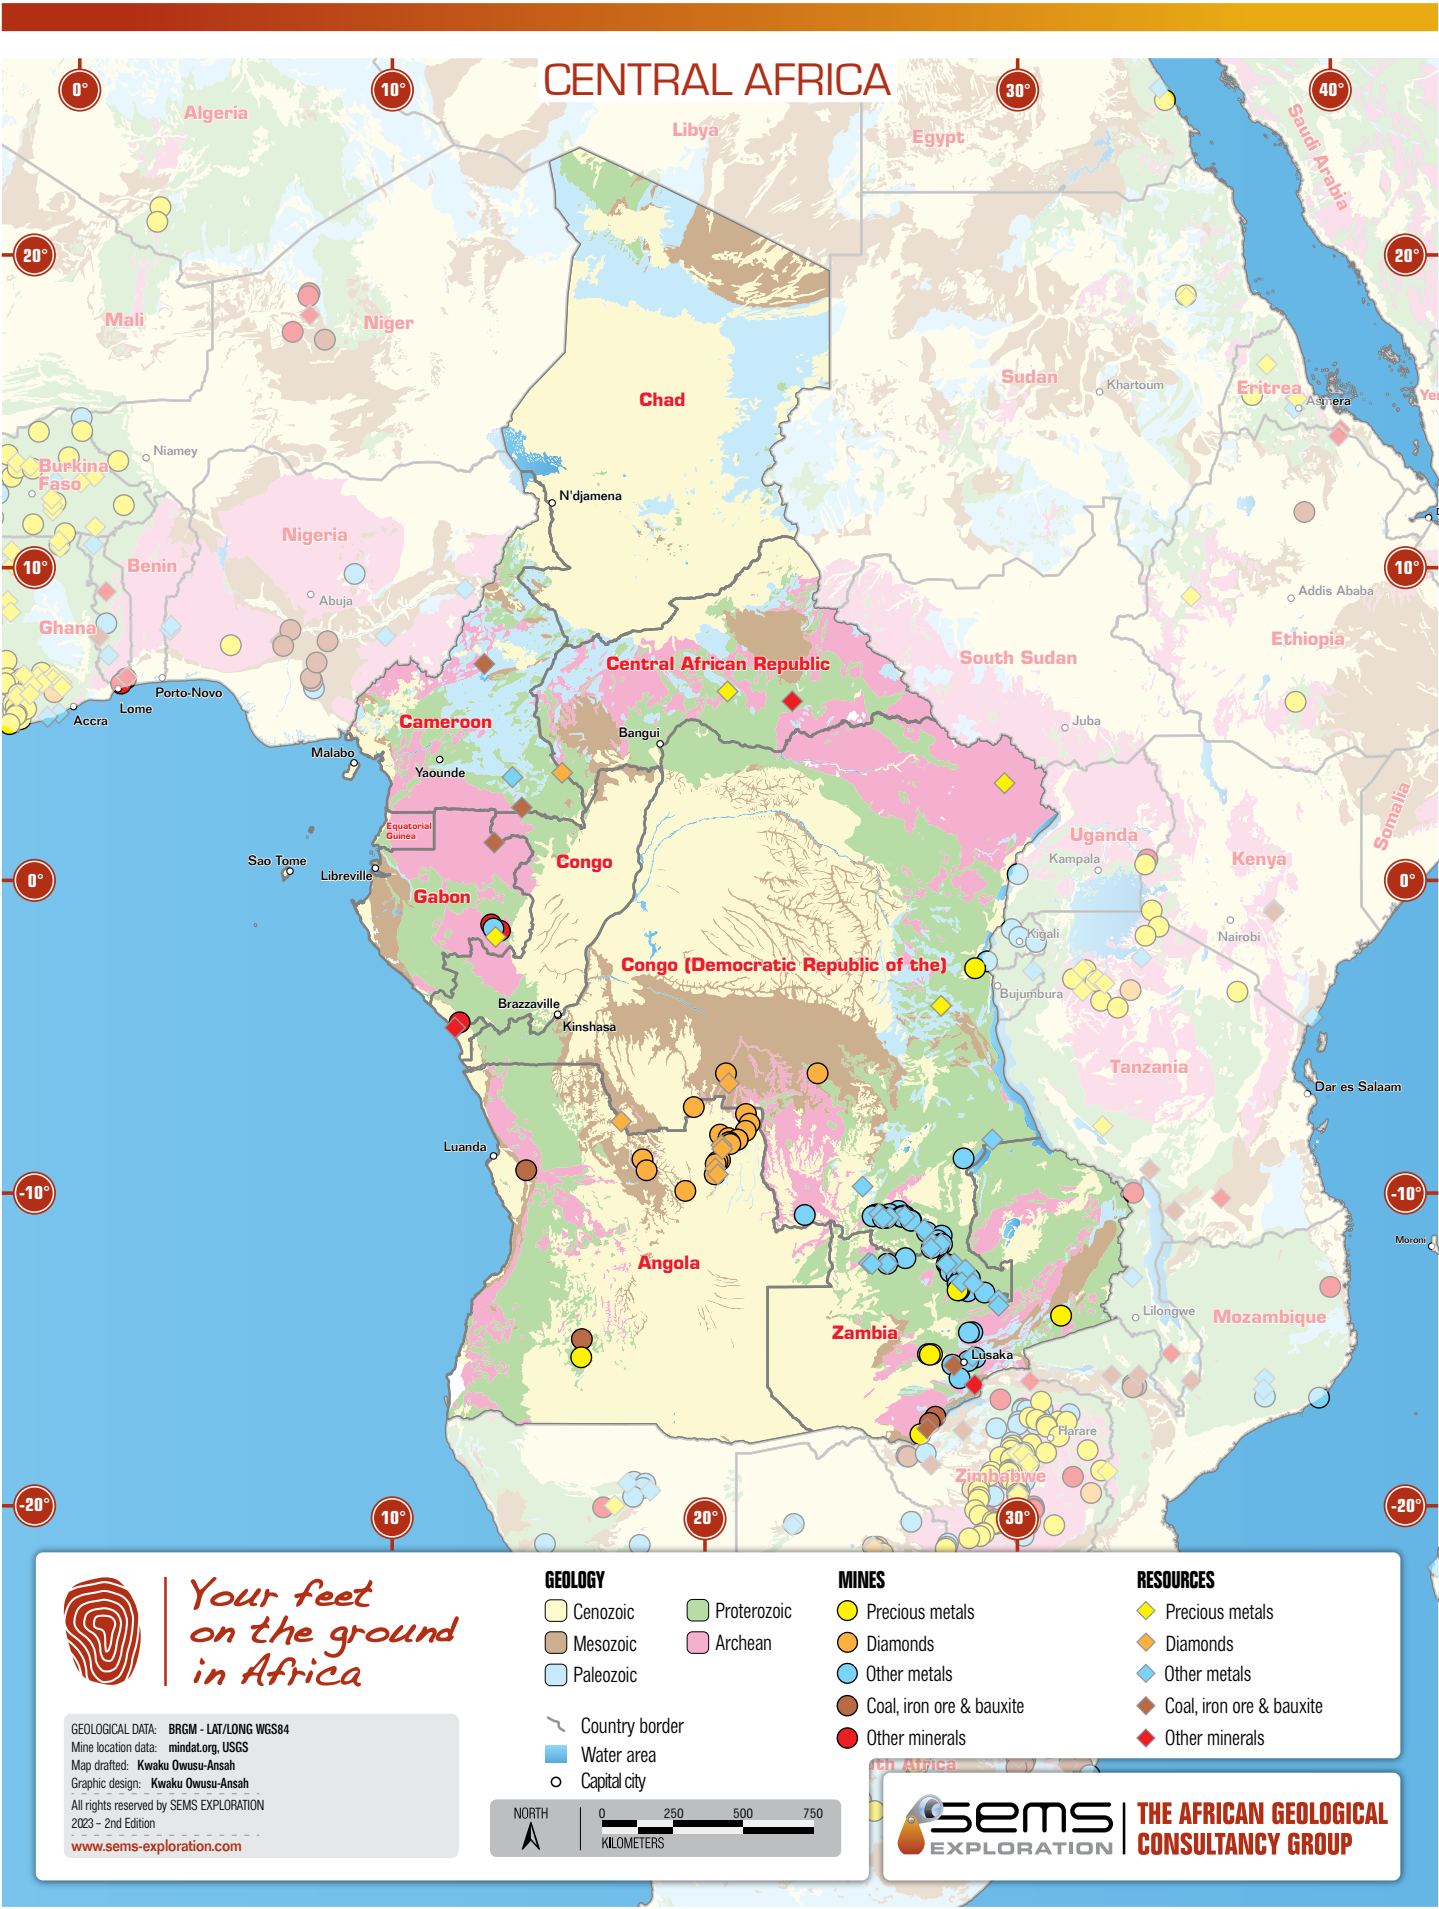 CENTRAL AFRICA
0°
10°
30°
40°
Algeria
Libya
Egypt
Saudi Arabia
20°
20°
Mali
Niger
Chad
Sudan
Khartoum
Eritrea
Asmera
Niamey
Burkina
Faso
N'djamena
Nigeria
10°
Benin
10°
Abuja
Addis Ababa
Ghana
Ethiopia
Central African Republic
South Sudan
Porto-Novo
Lome
Accra
Cameroon
Bangui
Juba
Malabo
Yaounde
Somalia
Equatorial
Guinea
Uganda
Kampala
Kenya
Sao Tome
Libreville
Congo
0°
0°
Gabon
Kigali
Nairobi
Congo (Democratic Republic of the)
Bujumbura
Brazzaville
Kinshasa
Tanzania
Dar es Salaam
Luanda
-10°
-10°
Moroni
Angola
Lilongwe
Mozambique
Zambia
Lusaka
Harare
Zimbabwe
-20°
10°
20°
30°
-20°
Your feet
on the ground
in Africa
GEOLOGICAL DATA: BRGM - LAT/LONG WGS84
Mine location data: mindat.org, USGS
Map drafted: Kwaku Owusu-Ansah
Graphic design: Kwaku Owusu-Ansah
All rights reserved by SEMS EXPLORATION
2023 – 2nd Edition
www.sems-exploration.com
GEOLOGY
Cenozoic
Mesozoic
Paleozoic
Proterozoic
Archean
Country border
Water area
Capital city
NORTH
0 250 500 750
KILOMETERS
MINES
Precious metals
Diamonds
Other metals
Coal, iron ore & bauxite
Other minerals
RESOURCES
Precious metals
Diamonds
Other metals
Coal, iron ore & bauxite
Other minerals
Africa
sems
EXPLORATION
THE AFRICAN GEOLOGICAL
CONSULTANCY GROUP